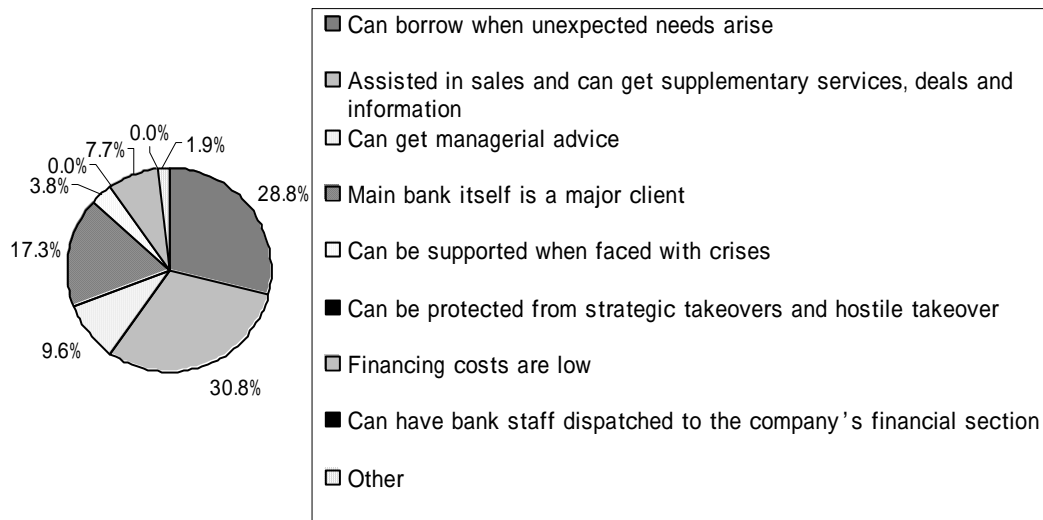 Can borrow when unexpected needs arise
Assisted in sales and can get supplementary services, deals and
information
Can get managerial advice
Main bank itself is a major client
Can be supported when faced with crises
Can be protected from strategic takeovers and hostile takeover
Financing costs are low
Can have bank staff dispatched to the company's financial section
Other
0.0%
7.7%
1.9%
0.0%
3.8%
28.8%
17.3%
9.6%
30.8%